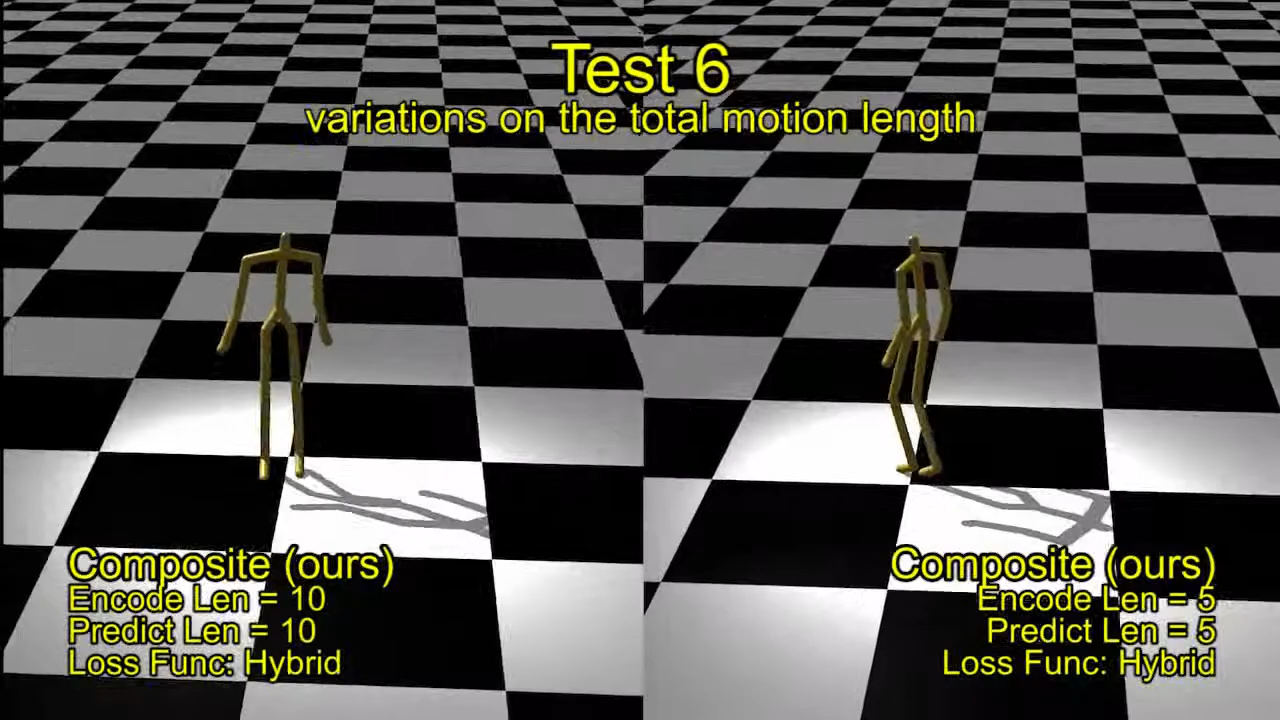 Test 6
variations on the total motion length
Composite (ours)
Encode Len = 10
Predict Len = 10
Loss Func: Hybrid
Composite (ours)
Encode Len = 5
Predict Len = 5
Loss Func: Hybrid